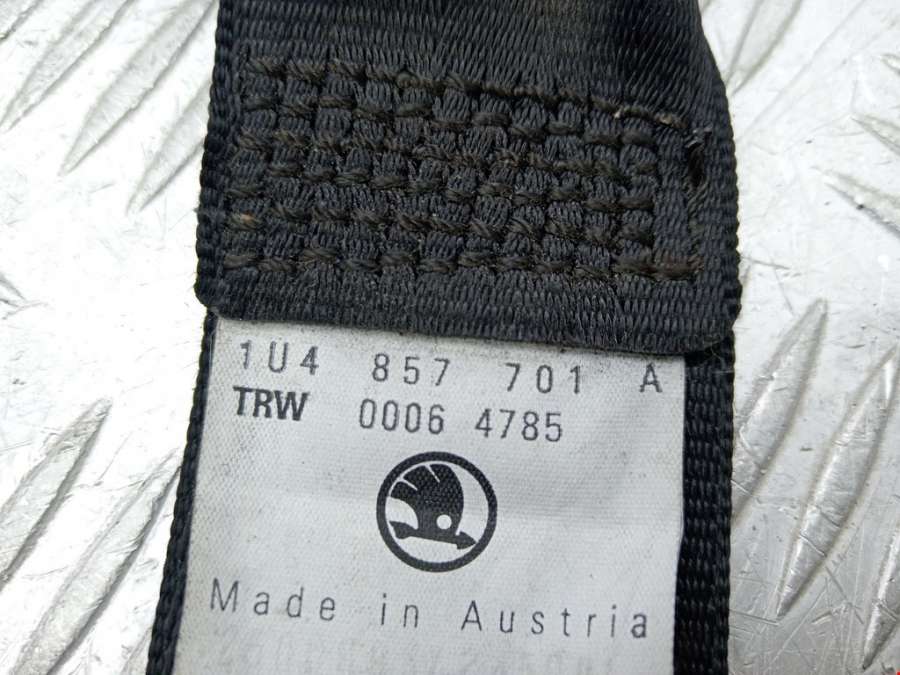 1U4 857 701 A
TRW 0006 4785
Made in Austria